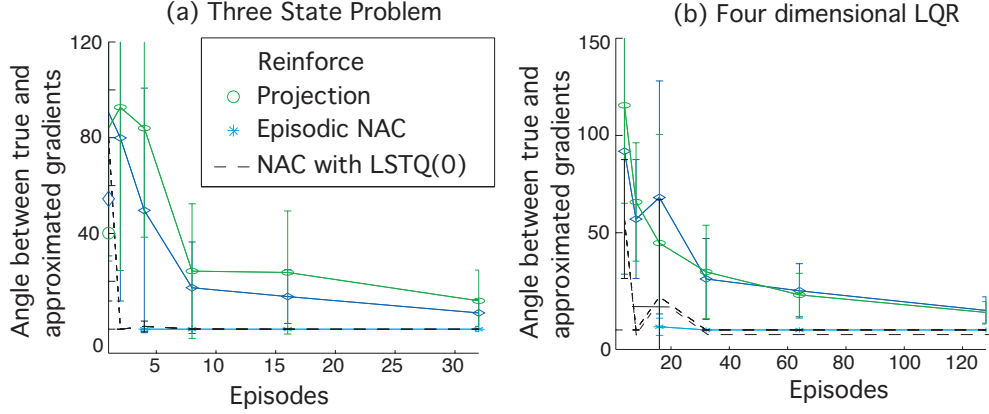 (a) Three State Problem
Angle between true and
approximated gradients
120
80
40
0
5
10
15
20
25
30
Episodes
Reinforce
Projection
Episodic NAC
NAC with LSTQ(0)
(b) Four dimensional LQR
Angle between true and
approximated gradients
150
100
50
0
20
40
60
80
100
120
Episodes